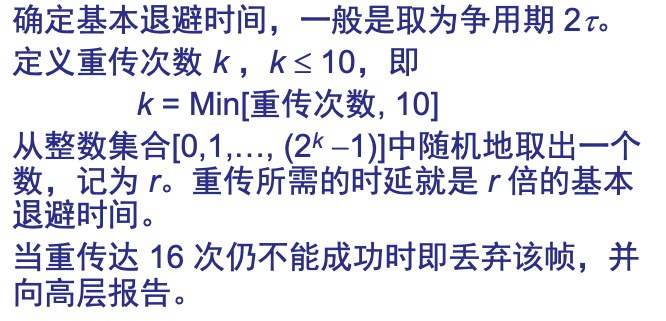 确定基本退避时间，一般是取为争用期 2τ。
定义重传次数 k ，k ≤ 10，即
k = Min[重传次数, 10]
从整数集合[0,1,…, (2ᵏ –1)]中随机地取出一个
数，记为 r。重传所需的时延就是 r 倍的基本
退避时间。
当重传达 16 次仍不能成功时即丢弃该帧，并
向高层报告。